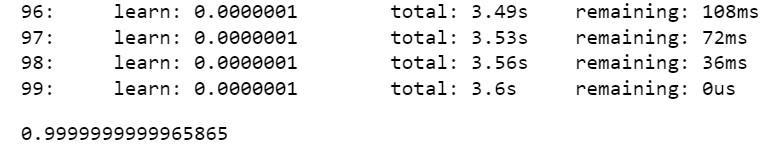 96: learn: 0.0000001 total: 3.49s remaining: 108ms
97: learn: 0.0000001 total: 3.53s remaining: 72ms
98: learn: 0.0000001 total: 3.56s remaining: 36ms
99: learn: 0.0000001 total: 3.6s remaining: 0us
0.9999999999965865